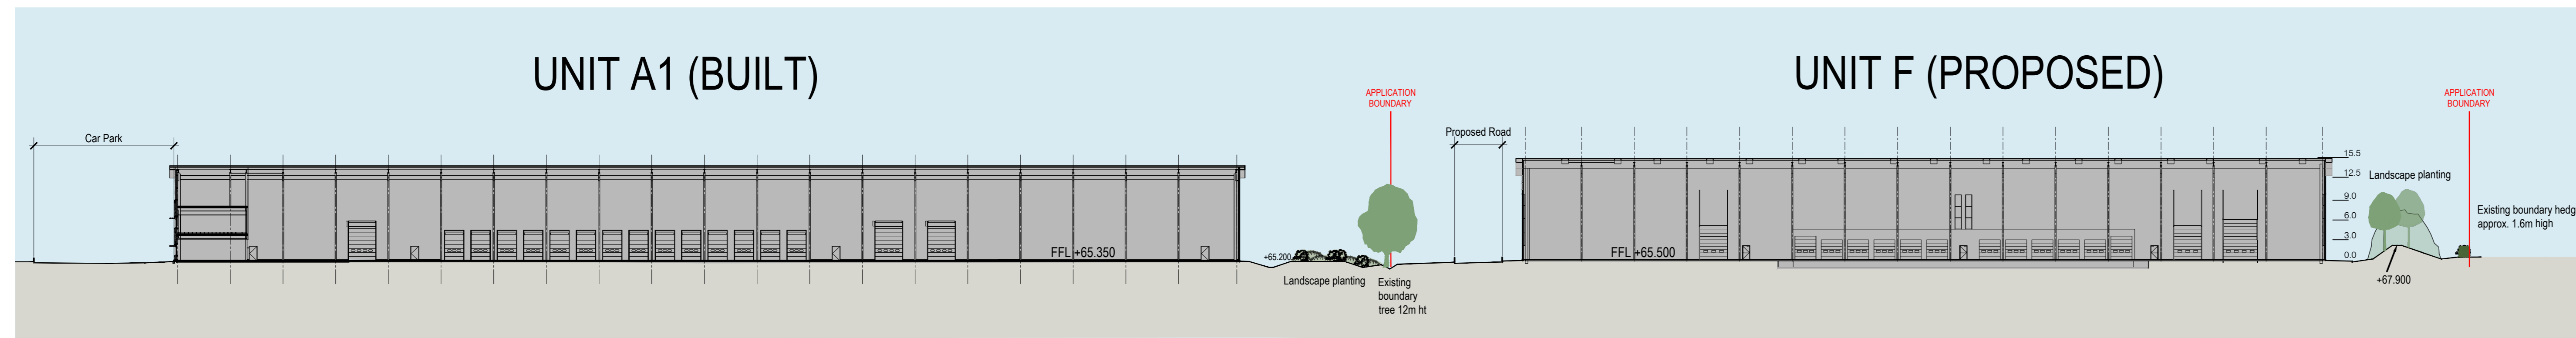 UNIT A1 (BUILT)
UNIT F (PROPOSED)
APPLICATION
BOUNDARY
APPLICATION
BOUNDARY
Car Park
Proposed Road
15.5
12.5
9.0
6.0
3.0
0.0
Landscape planting
Existing boundary hedg
approx. 1.6m high
FFL +65.350
+65.200
FFL +65.500
Landscape planting
Existing
boundary
tree 12m ht
+67.900